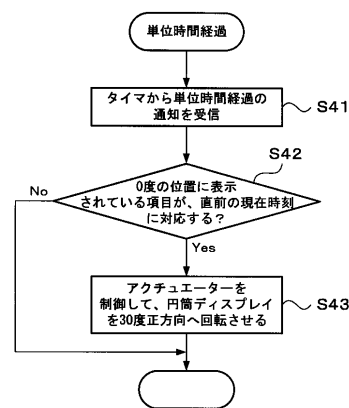 単位時間経過
タイマから単位時間経過の
通知を受信
S41
S42
0度の位置に表示
されている項目が、直前の現在時刻
に対応する？
No
Yes
アクチュエーターを
制御して、円筒ディスプレイ
を30度正方向へ回転させる
S43